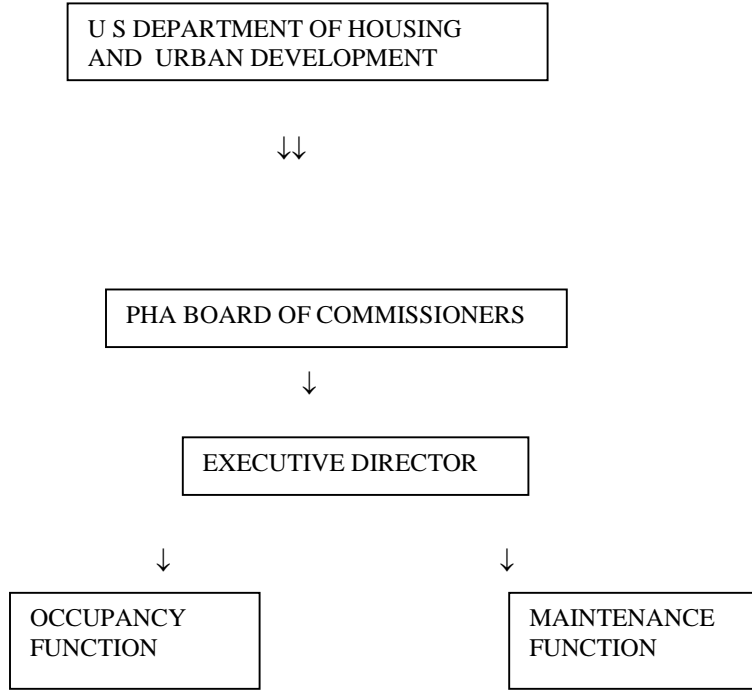 U S DEPARTMENT OF HOUSING
AND URBAN DEVELOPMENT
↓↓
PHA BOARD OF COMMISSIONERS
↓
EXECUTIVE DIRECTOR
↓ ↓
OCCUPANCY
FUNCTION
MAINTENANCE
FUNCTION